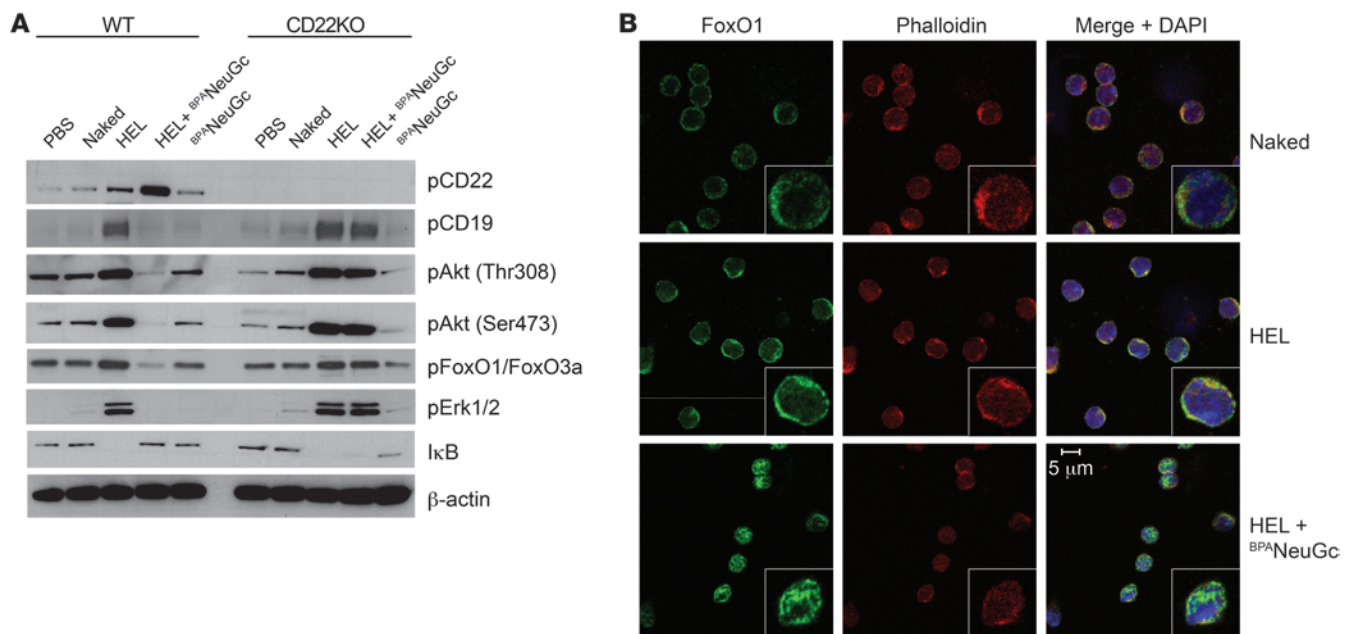 A
WT
CD22KO
PBS
Naked
HEL
HEL+ BPANeuGc
BPANeuGc
PBS
Naked
HEL
HEL+ BPANeuGc
BPANeuGc
pCD22
pCD19
pAkt (Thr308)
pAkt (Ser473)
pFoxO1/FoxO3a
pErk1/2
IκB
β-actin
B
FoxO1
Phalloidin
Merge + DAPI
Naked
HEL
5 μm
HEL +
BPANeuGc